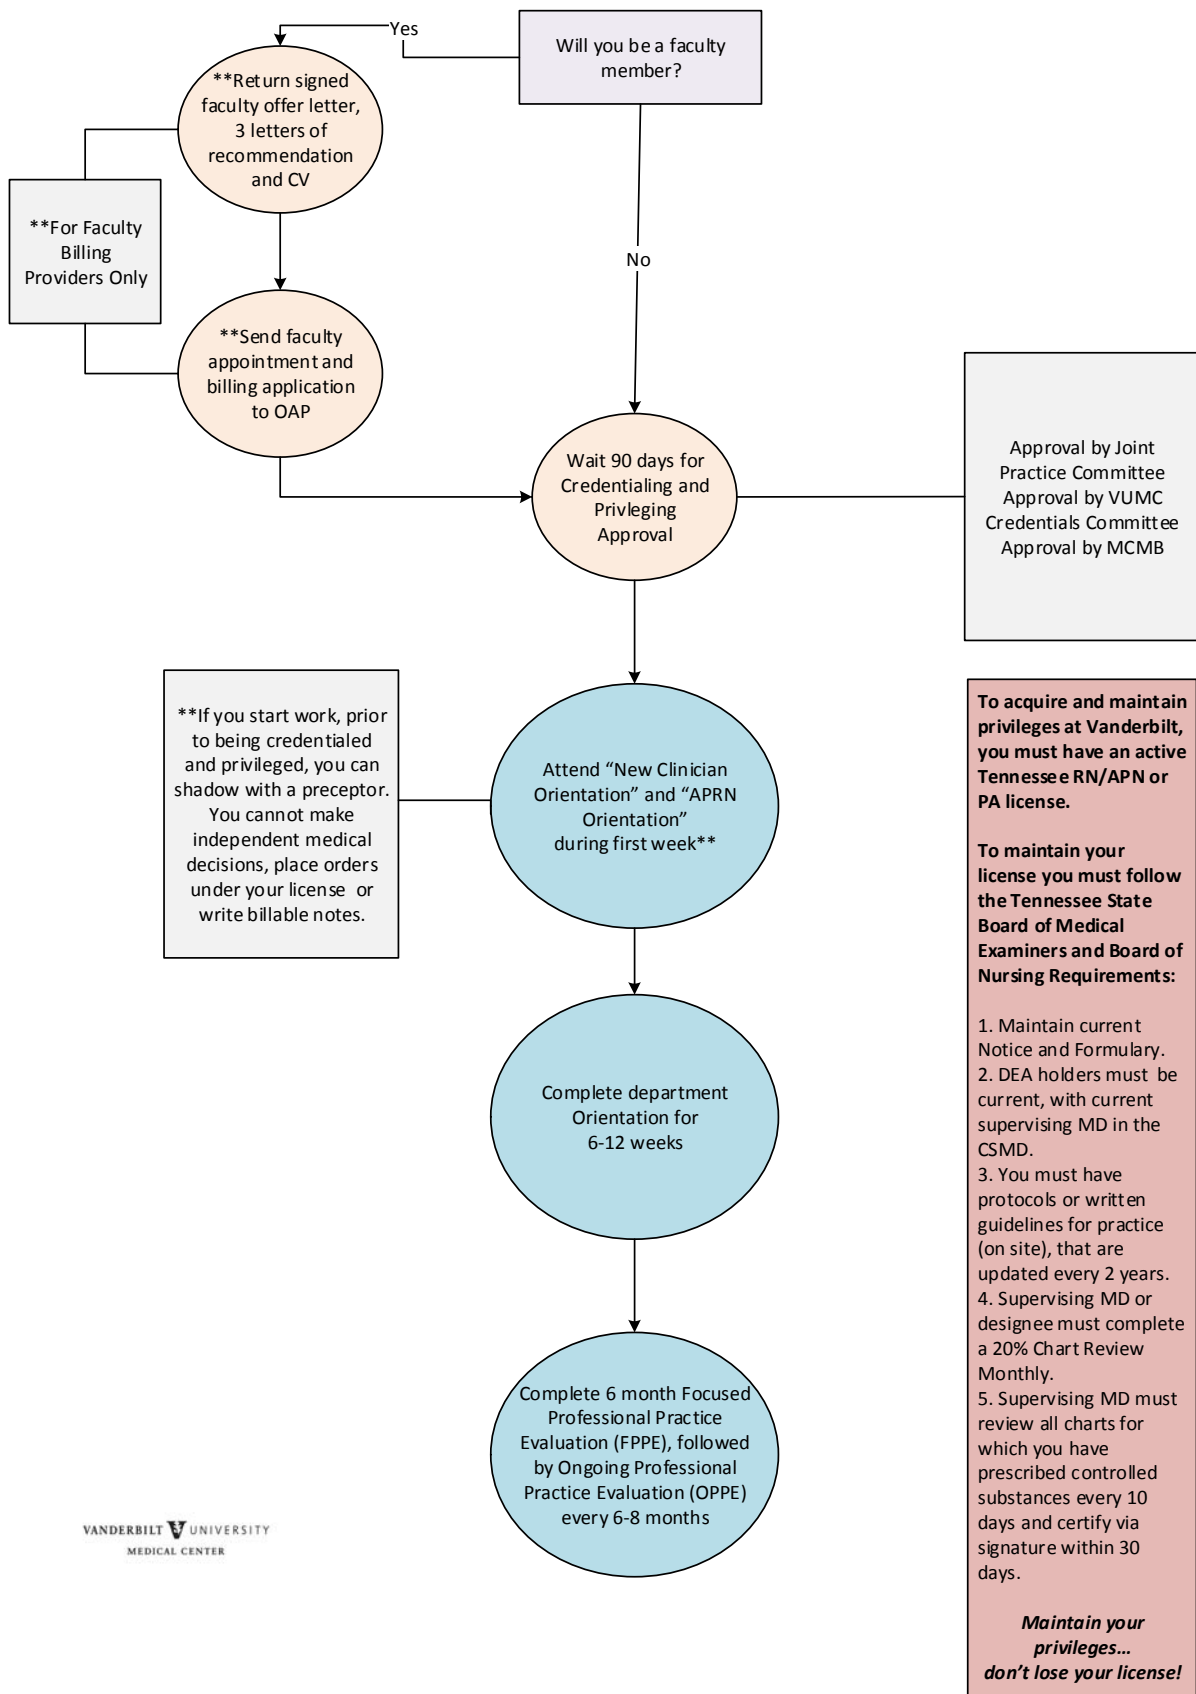 Yes
Will you be a faculty
member?
**Return signed
faculty offer letter,
3 letters of
recommendation
and CV
**For Faculty
Billing
Providers Only
No
**Send faculty
appointment and
billing application
to OAP
Wait 90 days for
Credentialing and
Privleging
Approval
Approval by Joint
Practice Committee
Approval by VUMC
Credentials Committee
Approval by MCMB
**If you start work, prior
to being credentialed
and privileged, you can
shadow with a preceptor.
You cannot make
independent medical
decisions, place orders
under your license or
write billable notes.
Attend “New Clinician
Orientation” and “APRN
Orientation”
during first week**
Complete department
Orientation for
6-12 weeks
Complete 6 month Focused
Professional Practice
Evaluation (FPPE), followed
by Ongoing Professional
Practice Evaluation (OPPE)
every 6-8 months
To acquire and maintain
privileges at Vanderbilt,
you must have an active
Tennessee RN/APN or
PA license.
To maintain your
license you must follow
the Tennessee State
Board of Medical
Examiners and Board of
Nursing Requirements:
1. Maintain current
Notice and Formulary.
2. DEA holders must be
current, with current
supervising MD in the
CSMD.
3. You must have
protocols or written
guidelines for practice
(on site), that are
updated every 2 years.
4. Supervising MD or
designee must complete
a 20% Chart Review
Monthly.
5. Supervising MD must
review all charts for
which you have
prescribed controlled
substances every 10
days and certify via
signature within 30
days.
Maintain your
privileges…
don’t lose your license!
VANDERBILT V UNIVERSITY
MEDICAL CENTER